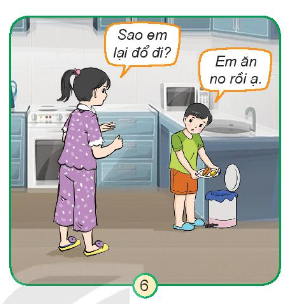 Sao em
lại đổ đi?
Em ăn
no rồi ạ.
6